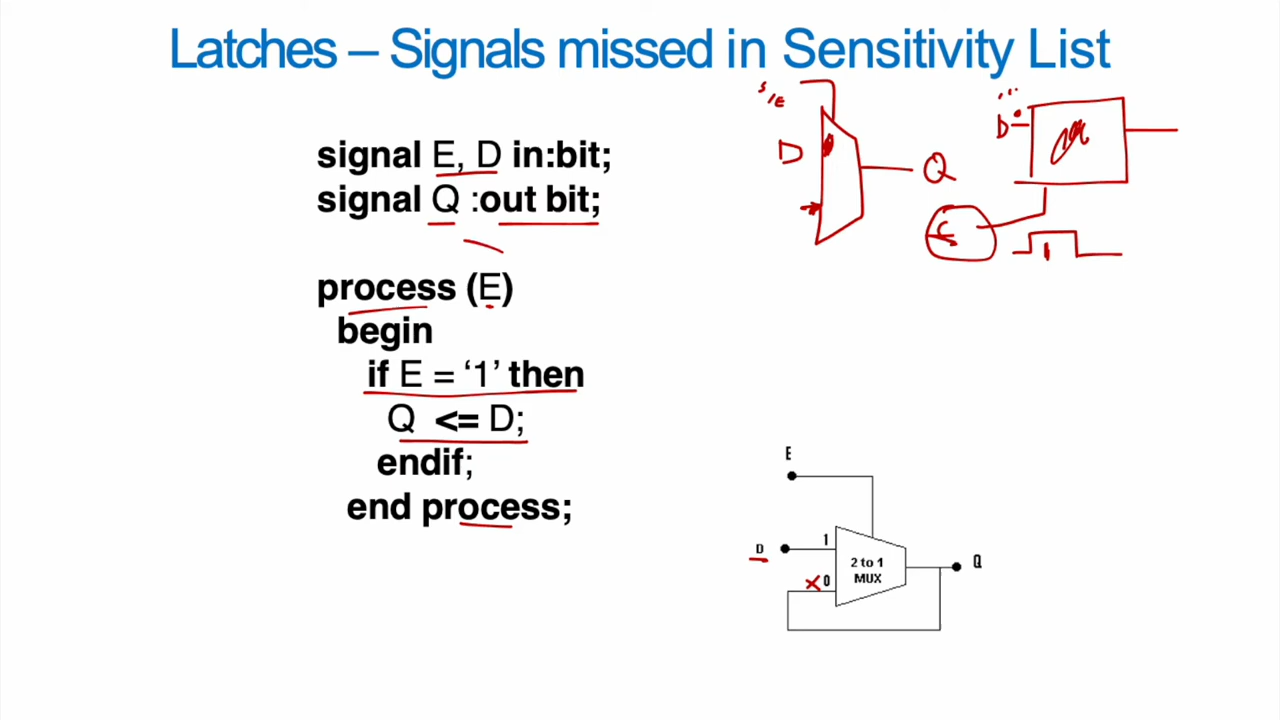 Latches – Signals missed in Sensitivity List
signal E, D in:bit;
signal Q :out bit;
process (E)
begin
if E = ‘1’ then
Q <= D;
endif;
end process;
S/E
D
Q
D
E
D
1
0
2 to 1
MUX
Q